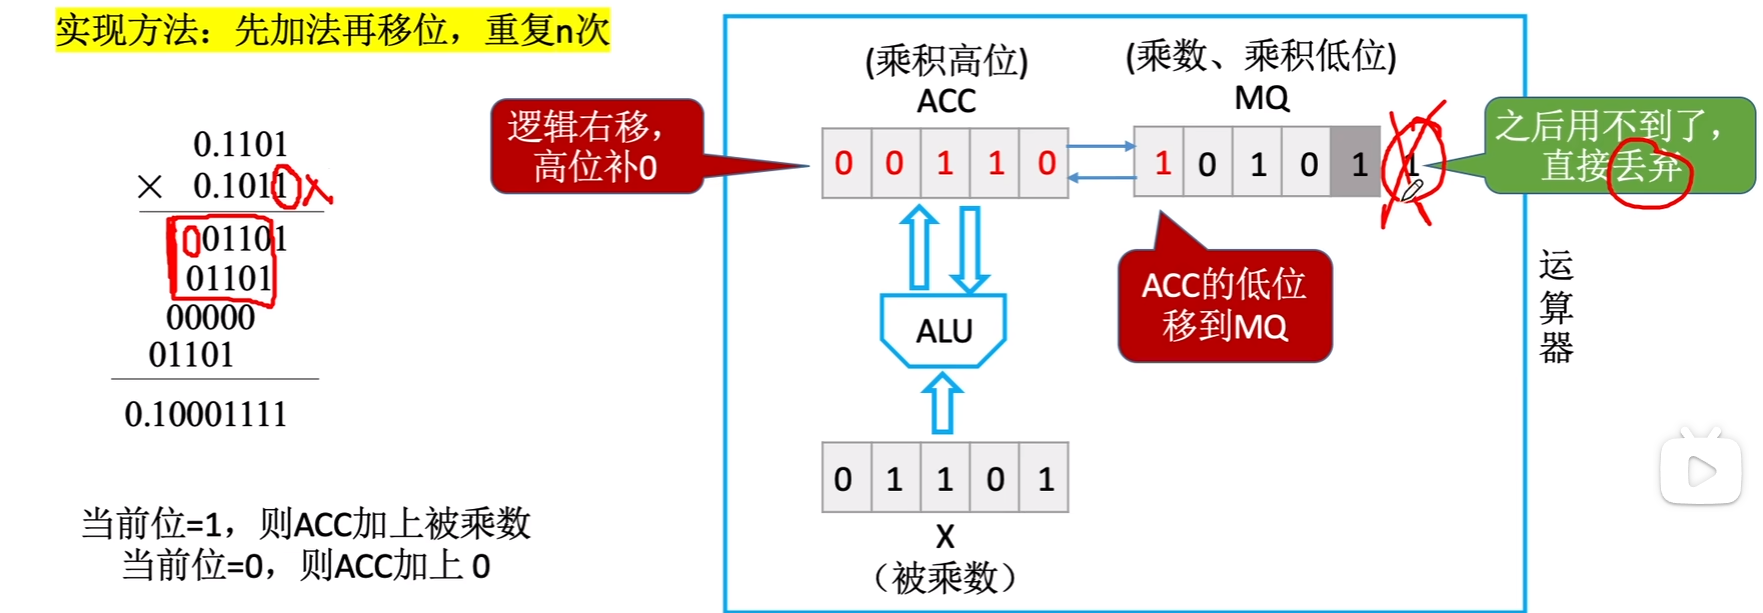 实现方法：先加法再移位，重复n次
0.1101
× 0.1011
001101
01101
00000
01101
0.10001111
当前位=1，则ACC加上被乘数
当前位=0，则ACC加上 0
逻辑右移，
高位补0
(乘积高位)
ACC
0 0 1 1 0
(乘数、乘积低位)
MQ
1 0 1 0 1 1
之后用不到了，
直接丢弃
ACC的低位
移到MQ
ALU
0 1 1 0 1
X
（被乘数）
运
算
器